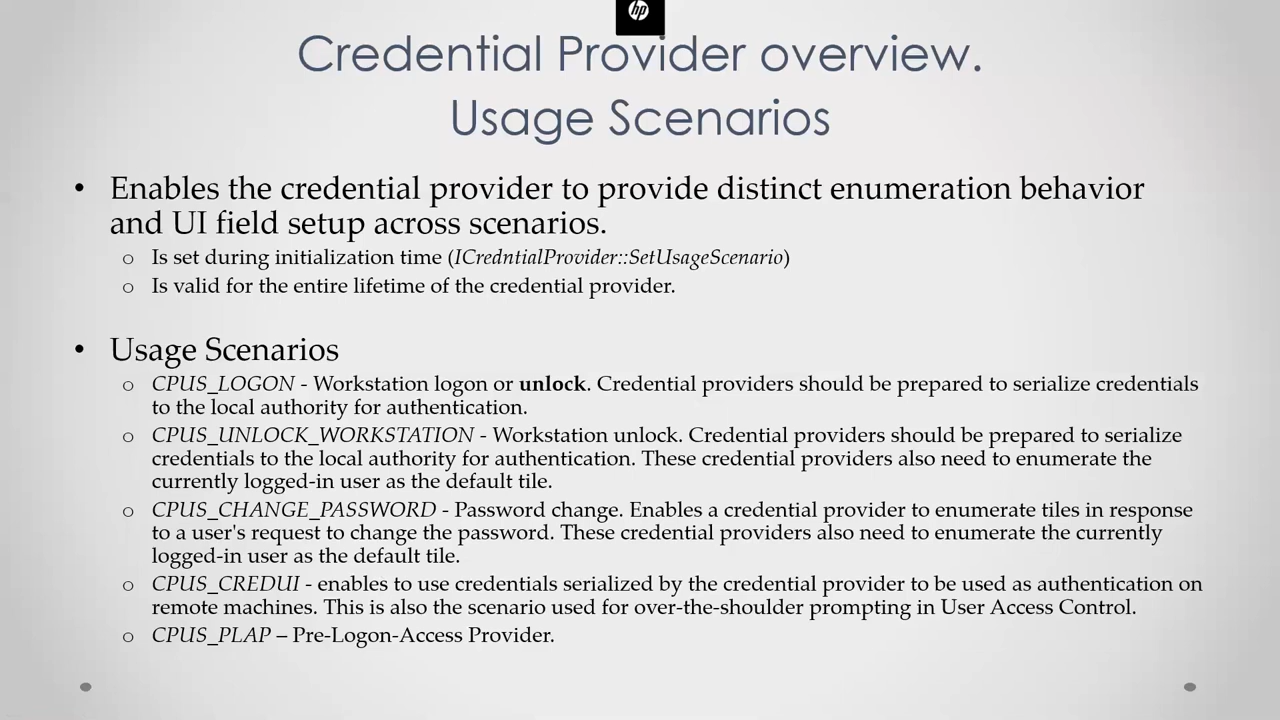 hp
Credential Provider overview.
Usage Scenarios
• Enables the credential provider to provide distinct enumeration behavior
and UI field setup across scenarios.
o Is set during initialization time (ICredntialProvider::SetUsageScenario)
o Is valid for the entire lifetime of the credential provider.
• Usage Scenarios
o CPUS_LOGON - Workstation logon or unlock. Credential providers should be prepared to serialize credentials
to the local authority for authentication.
o CPUS_UNLOCK_WORKSTATION - Workstation unlock. Credential providers should be prepared to serialize
credentials to the local authority for authentication. These credential providers also need to enumerate the
currently logged-in user as the default tile.
o CPUS_CHANGE_PASSWORD - Password change. Enables a credential provider to enumerate tiles in response
to a user's request to change the password. These credential providers also need to enumerate the currently
logged-in user as the default tile.
o CPUS_CREDUI - enables to use credentials serialized by the credential provider to be used as authentication on
remote machines. This is also the scenario used for over-the-shoulder prompting in User Access Control.
o CPUS_PLAP – Pre-Logon-Access Provider.